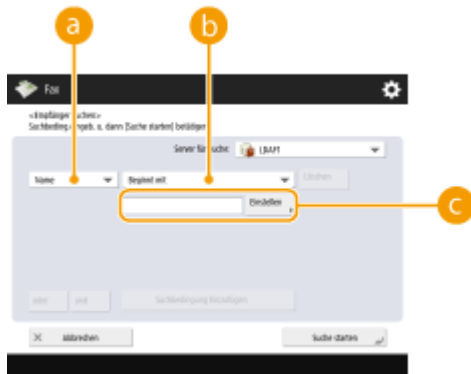 a
b
Fax
<Empfänger suchen>
Suchbeding. eingeb. u. dann [Suche starten] betätigen.
Server für Suche:
LDAP1
Name
Beginnt mit
Löschen
Einstellen
c
oder
und
Suchbedingung hinzufügen
Abbrechen
Suche starten